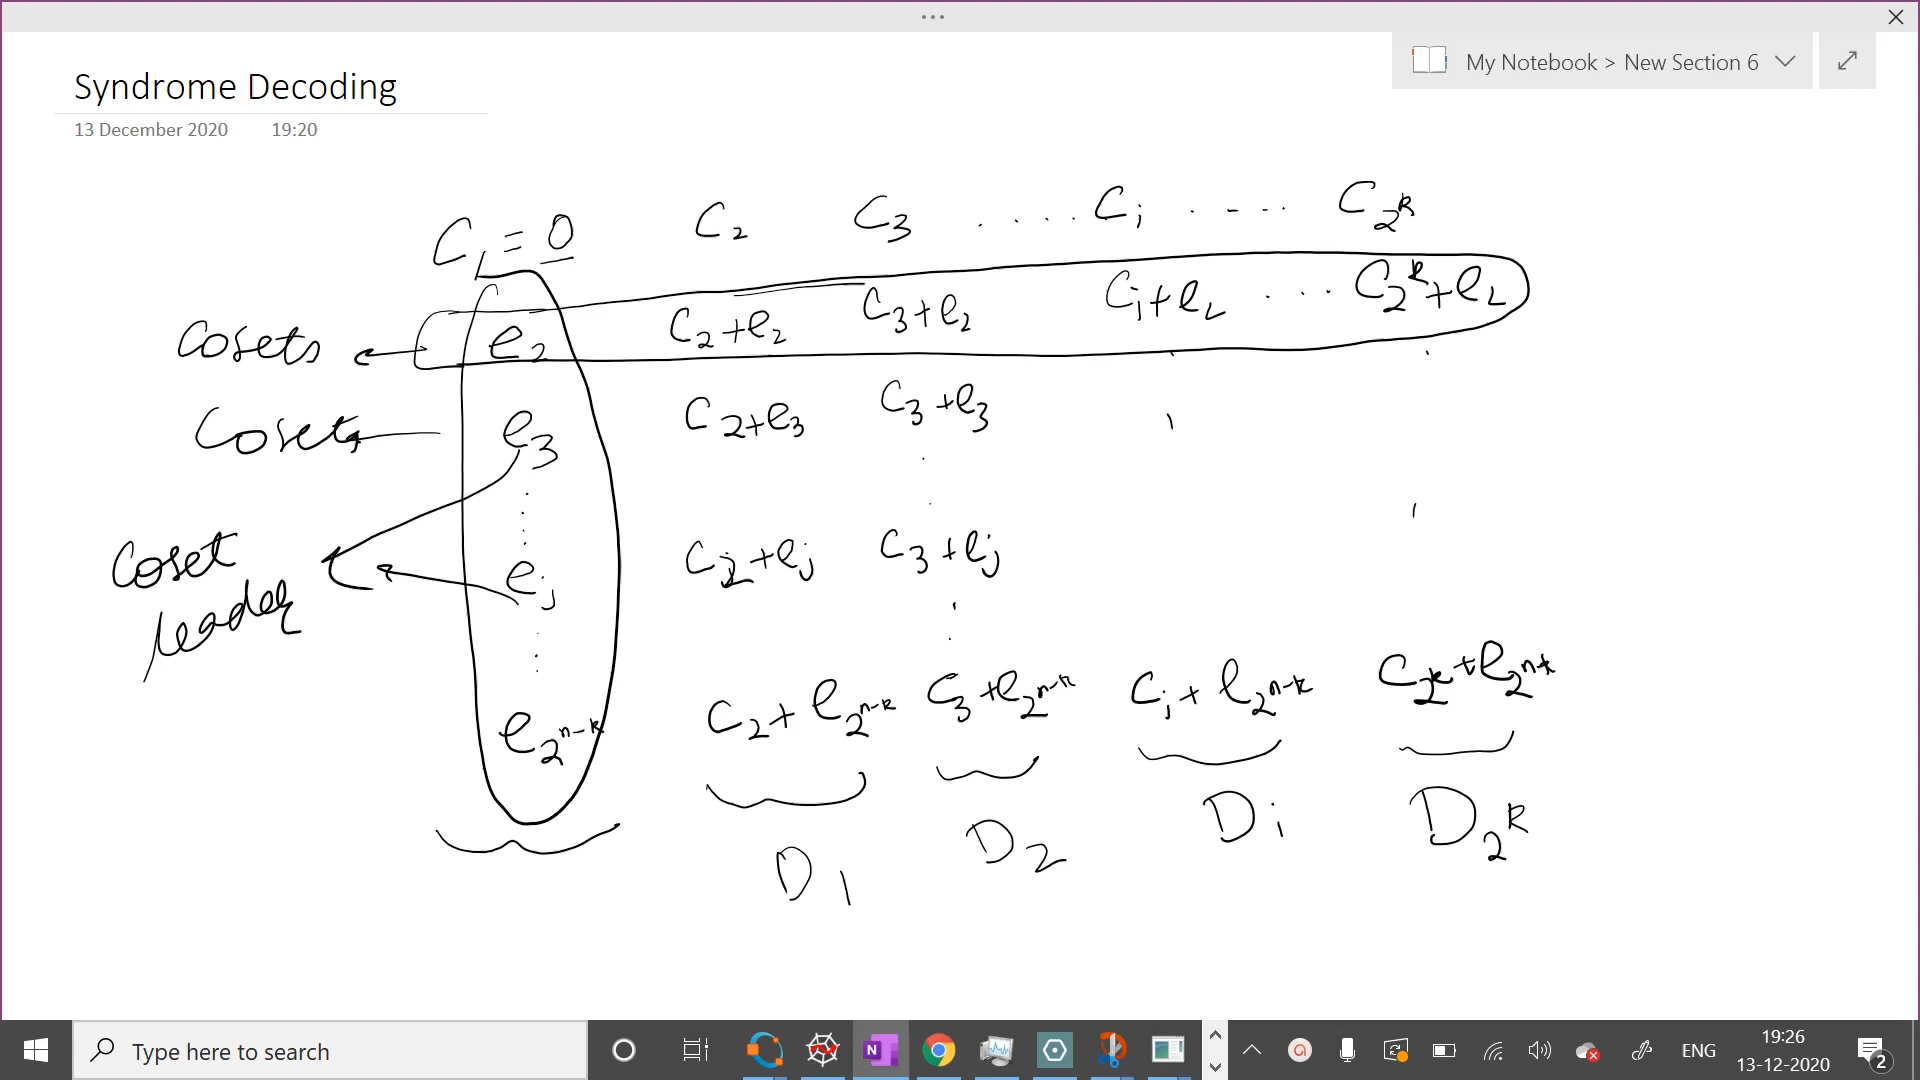 My Notebook > New Section 6
Syndrome Decoding
13 December 2020 19:20
C₁ = 0 C₂ C₃ .... Cᵢ . - - .. C₂ᵏ
Cosets e₂ C₂+e₂ C₃+e₂ Cᵢ+e₂ ... C₂ᵏ+e₂
Cosets e₃ C₂+e₃ C₃+e₃
Coset leader eⱼ C₂+eⱼ C₃+eⱼ
e₂ⁿ⁻ᵏ C₂+e₂ⁿ⁻ᵏ C₃+e₂ⁿ⁻ᵏ Cᵢ+e₂ⁿ⁻ᵏ C₂ᵏ+e₂ⁿ⁻ᵏ
D₁ D₂ Dᵢ D₂ᵏ
Type here to search
ENG
19:26
13-12-2020
2